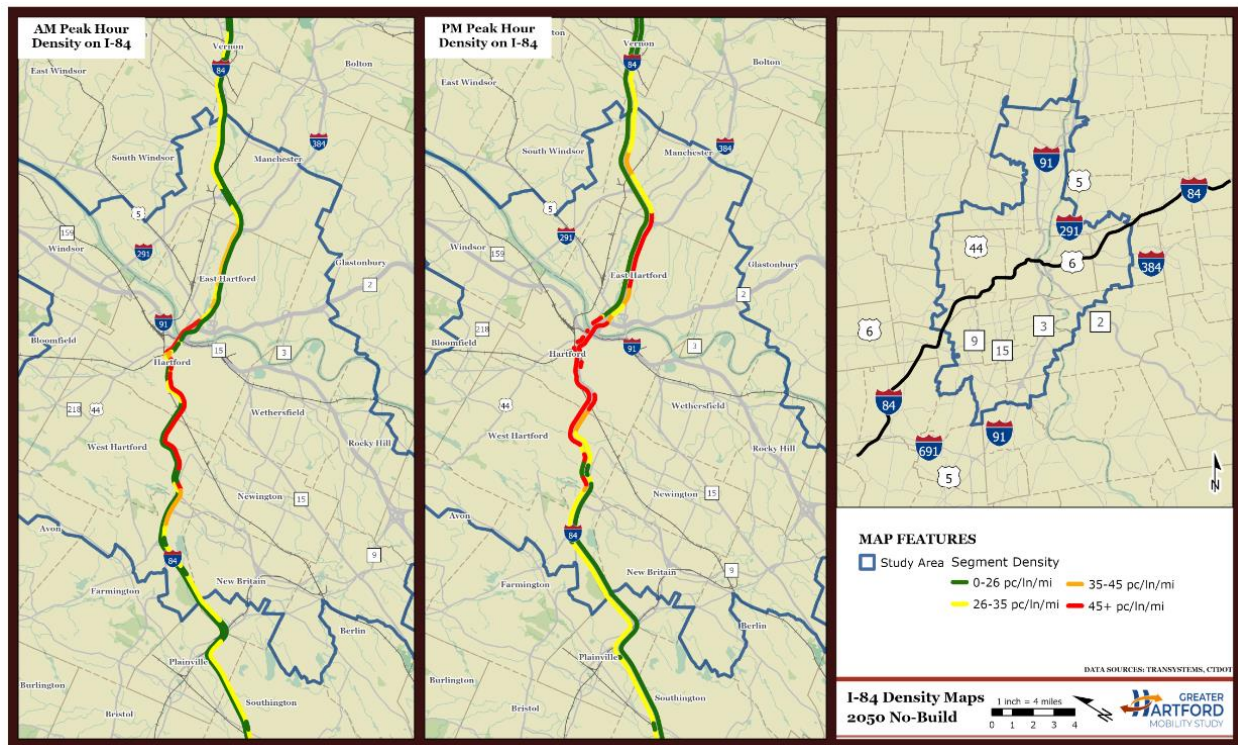 AM Peak Hour
Density on I-84
Vernon
84
East Windsor
Bolton
384
South Windsor
Manchester
5
159
Windsor
291
Glastonbury
East Hartford
2
91
218
Bloomfield
15
3
Hartford
218
44
Wethersfield
West Hartford
Rocky Hill
Newington
15
Avon
84
9
New Britain
Farmington
Berlin
Plainville
Burlington
Southington
Bristol
PM Peak Hour
Density on I-84
Vernon
84
East Windsor
Bolton
384
South Windsor
Manchester
5
291
Windsor
159
Glastonbury
East Hartford
2
218
Bloomfield
3
91
Hartford
44
Wethersfield
West Hartford
Rocky Hill
Newington
15
Avon
84
9
New Britain
Farmington
Berlin
Plainville
Burlington
Southington
Bristol
91
5
84
291
44
6
384
6
3
2
9
15
84
91
691
5
N
MAP FEATURES
Study Area
Segment Density
0-26 pc/ln/mi
35-45 pc/ln/mi
26-35 pc/ln/mi
45+ pc/ln/mi
DATA SOURCES: TRANSYSTEMS, CTDOT
I-84 Density Maps
2050 No-Build
1 inch = 4 miles
0 1 2 3 4
N
GREATER
HARTFORD
MOBILITY STUDY